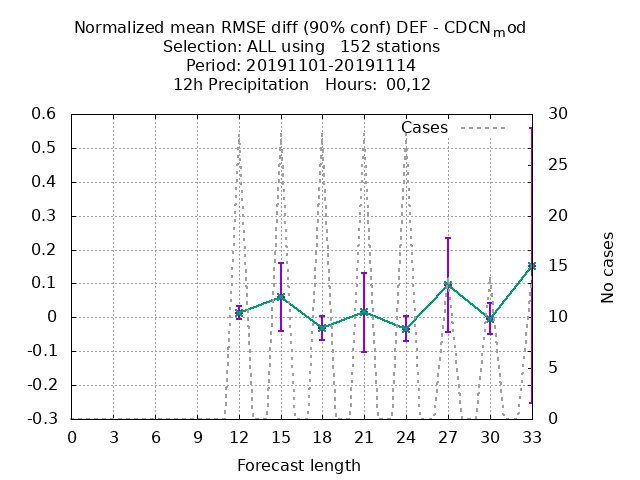 Normalized mean RMSE diff (90% conf) DEF - CDCNmod
Selection: ALL using 152 stations
Period: 20191101-20191114
12h Precipitation Hours: 00,12
Cases
0.6
0.5
0.4
0.3
0.2
0.1
0
-0.1
-0.2
-0.3
30
25
20
15
10
5
0
No cases
0 3 6 9 12 15 18 21 24 27 30 33
Forecast length